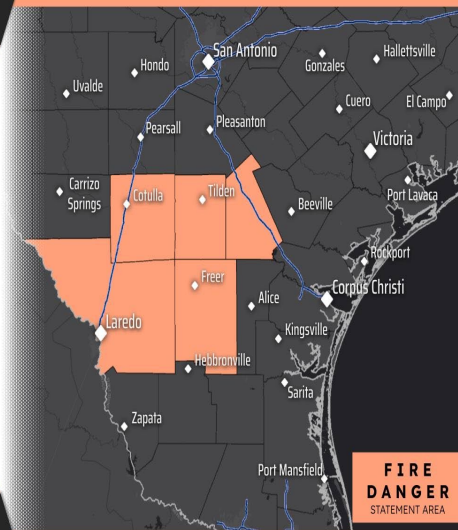 San Antonio
Hondo
Gonzales
Hallettsville
Uvalde
Cuero
El Campo
Pearsall
Pleasanton
Victoria
Carrizo
Springs
Cotulla
Tilden
Beeville
Port Lavaca
Rockport
Freer
Corpus Christi
Alice
Laredo
Kingsville
Hebbronville
Sarita
Zapata
Port Mansfield
FIRE
DANGER
STATEMENT AREA